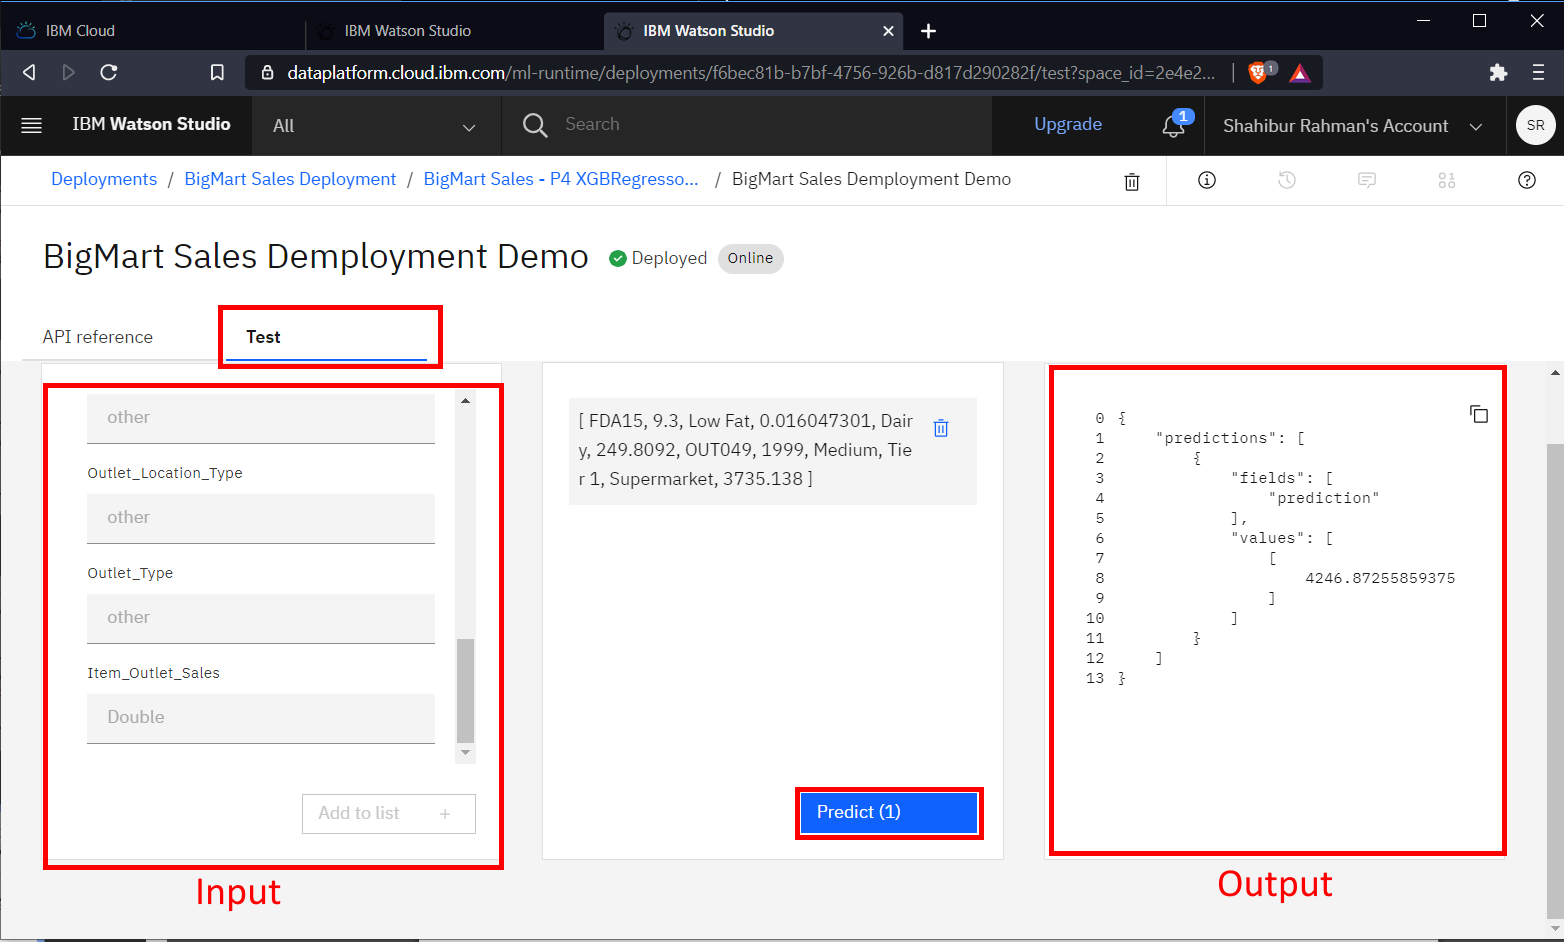 IBM Cloud
IBM Watson Studio
IBM Watson Studio
dataplatform.cloud.ibm.com/ml-runtime/deployments/f6bec81b-b7bf-4756-926b-d817d290282f/test?space_id=2e4e2...
1
IBM Watson Studio
All
Search
Upgrade
1
Shahibur Rahman's Account
SR
Deployments / BigMart Sales Deployment / BigMart Sales - P4 XGBRegresso... / BigMart Sales Demployment Demo
BigMart Sales Demployment Demo
Deployed
Online
API reference
Test
other
Outlet_Location_Type
other
Outlet_Type
other
Item_Outlet_Sales
Double
Add to list +
Input
[ FDA15, 9.3, Low Fat, 0.016047301, Dair
y, 249.8092, OUT049, 1999, Medium, Tie
r 1, Supermarket, 3735.138 ]
Predict (1)
0 {
1 "predictions": [
2 {
3 "fields": [
4 "prediction"
5 ],
6 "values": [
7 [
8 4246.87255859375
9 ]
10 ]
11 }
12 ]
13 }
Output